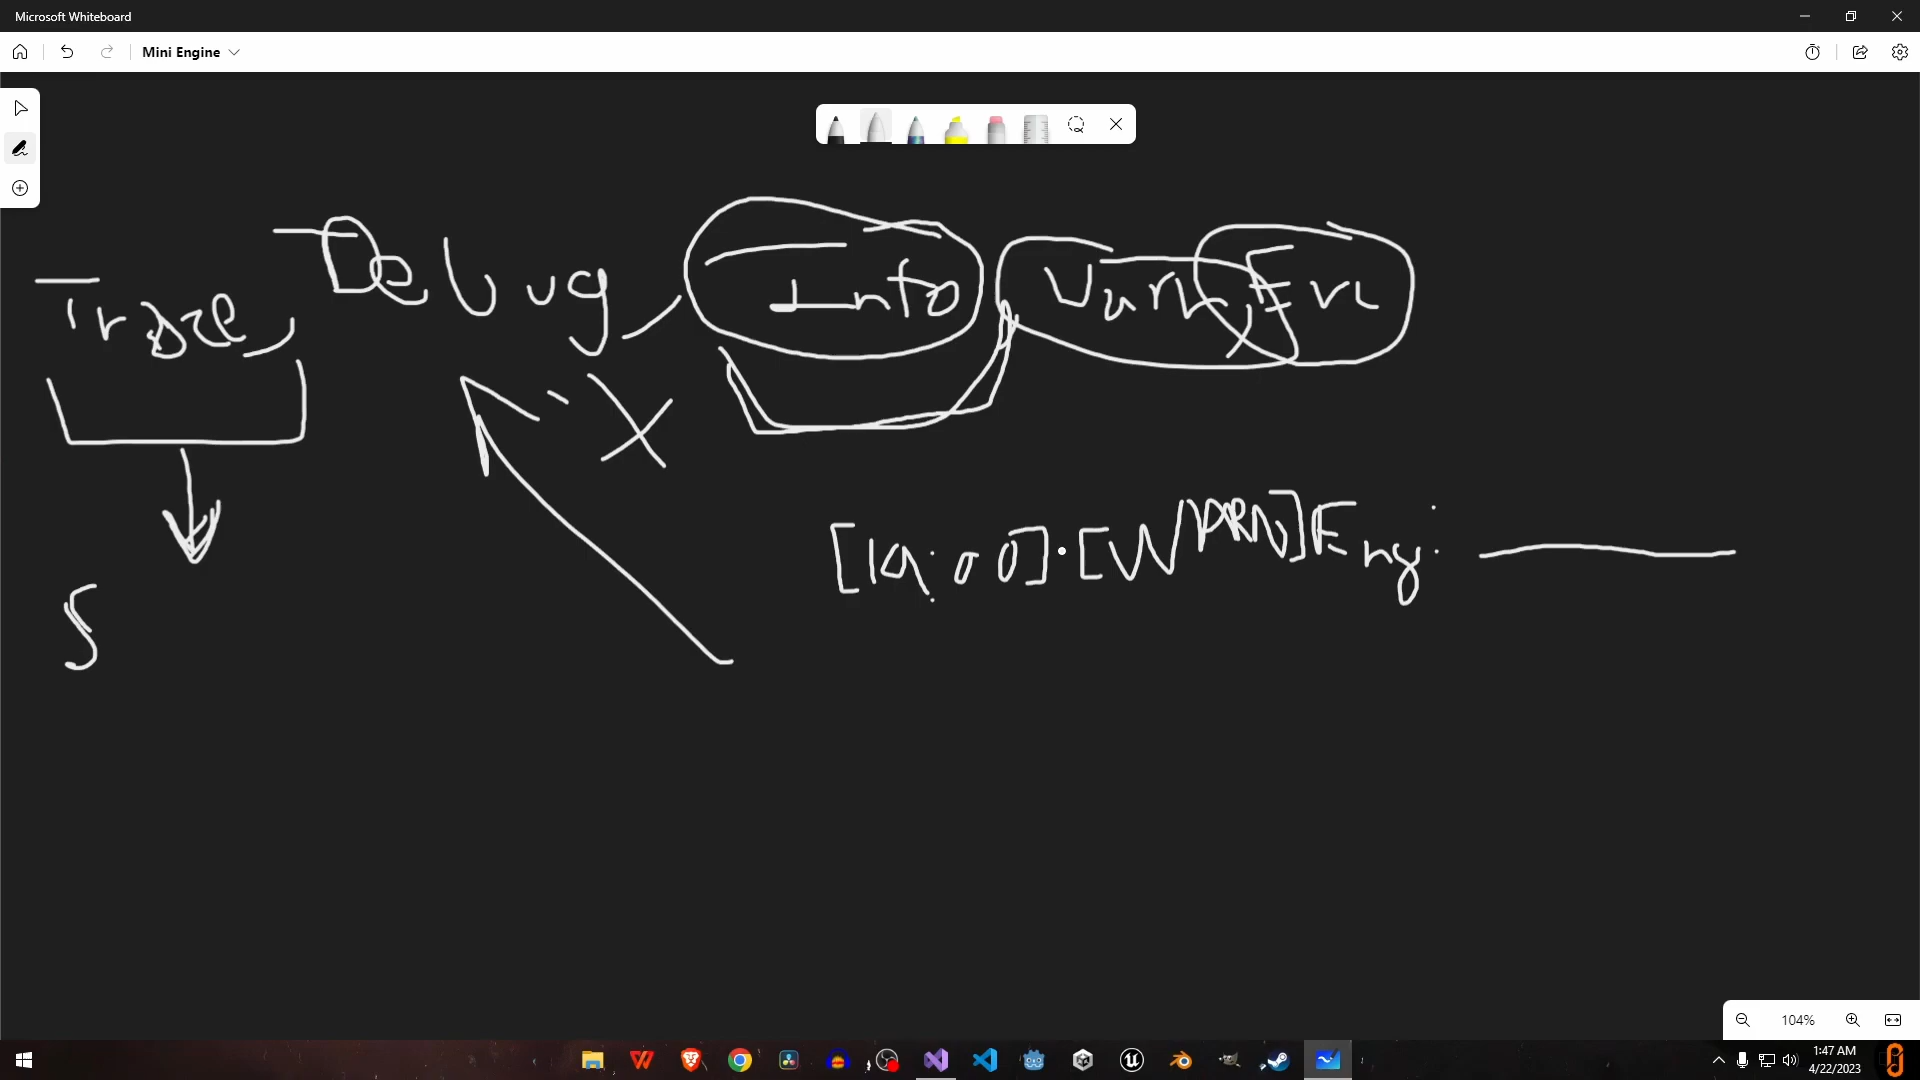 Microsoft Whiteboard
Mini Engine
Trace, Debug, Info Warn, Err
X
[19:00] [WARN] Eng:
S
104%
1:47 AM
4/22/2023